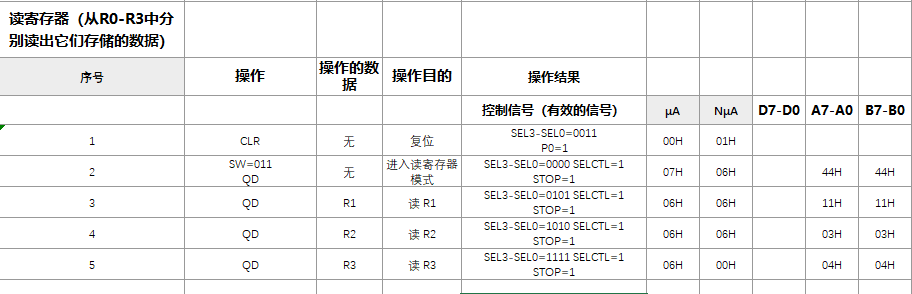 读寄存器（从R0-R3中分
别读出它们存储的数据）
序号 操作 操作的数
据 操作目的 操作结果
控制信号（有效的信号） μA NμA D7-D0 A7-A0 B7-B0
1 CLR 无 复位 SEL3-SEL0=0011
P0=1 00H 01H
2 SW=011
QD 无 进入读寄存器
模式 SEL3-SEL0=0000 SELCTL=1
STOP=1 07H 06H 44H 44H
3 QD R1 读 R1 SEL3-SEL0=0101 SELCTL=1
STOP=1 06H 06H 11H 11H
4 QD R2 读 R2 SEL3-SEL0=1010 SELCTL=1
STOP=1 06H 06H 03H 03H
5 QD R3 读 R3 SEL3-SEL0=1111 SELCTL=1
STOP=1 06H 00H 04H 04H